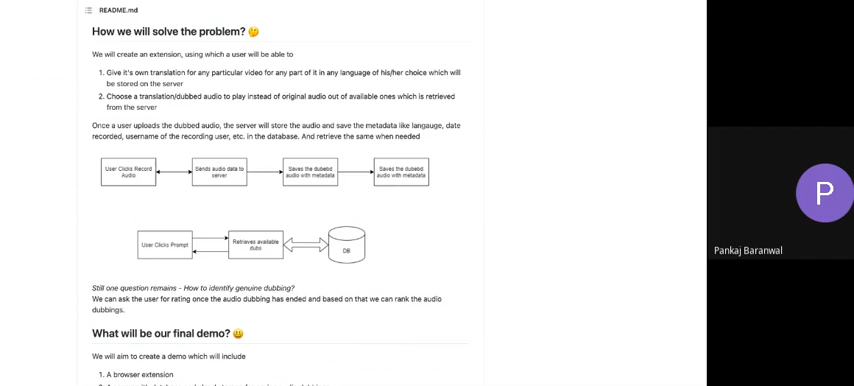 README.md
How we will solve the problem? 🤔
We will create an extension, using which a user will be able to
1. Give it's own translation for any particular video for any part of it in any language of his/her choice which will
be stored on the server
2. Choose a translation/dubbed audio to play instead of original audio out of available ones which is retrieved
from the server
Once a user uploads the dubbed audio, the server will store the audio and save the metadata like langauge, date
recorded, username of the recording user, etc. in the database. And retrieve the same when needed
User Clicks Record
Audio
Sends audio data to
server
Saves the dubebd
audio with metadata
Saves the dubebd
audio with metadata
User Clicks Prompt
Retrieves available
dubs
DB
P
Pankaj Baranwal
Still one question remains - How to identify genuine dubbing?
We can ask the user for rating once the audio dubbing has ended and based on that we can rank the audio
dubbings.
What will be our final demo? 😀
We will aim to create a demo which will include
1. A browser extension